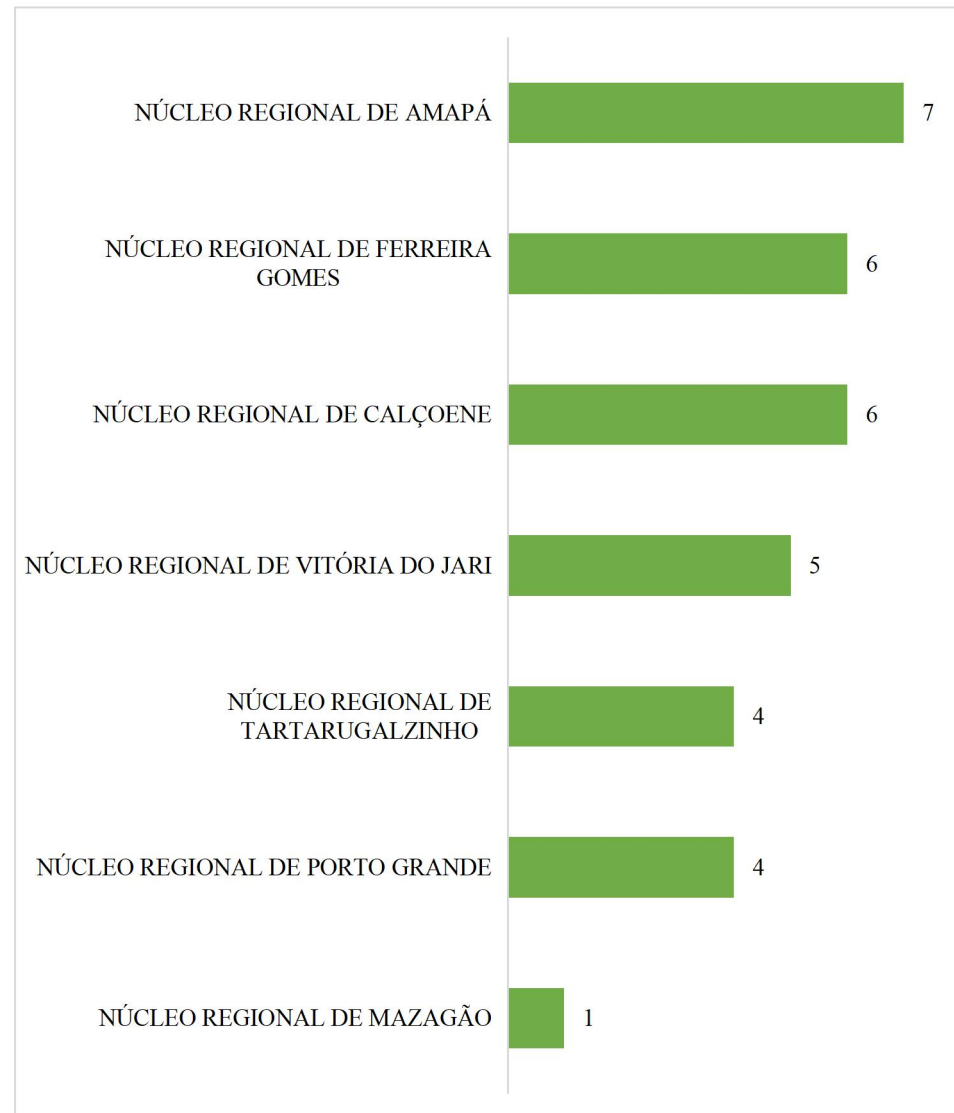 NÚCLEO REGIONAL DE AMAPÁ 7
NÚCLEO REGIONAL DE FERREIRA
GOMES 6
NÚCLEO REGIONAL DE CALÇOENE 6
NÚCLEO REGIONAL DE VITÓRIA DO JARI 5
NÚCLEO REGIONAL DE
TARTARUGALZINHO 4
NÚCLEO REGIONAL DE PORTO GRANDE 4
NÚCLEO REGIONAL DE MAZAGÃO 1